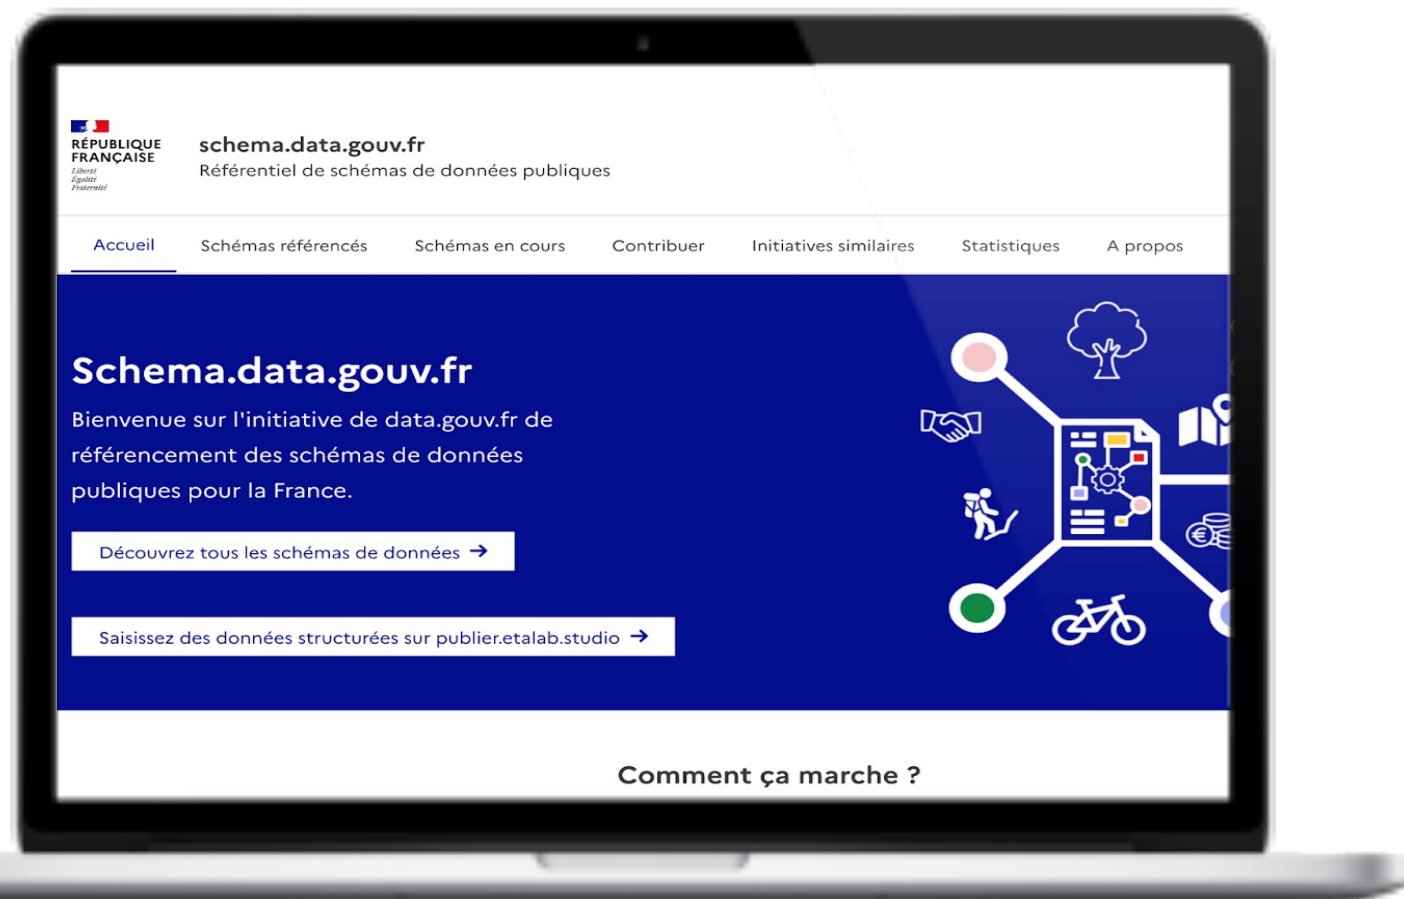 RÉPUBLIQUE
FRANÇAISE
Liberté
Égalité
Fraternité
schema.data.gouv.fr
Référentiel de schémas de données publiques
Accueil Schémas référencés Schémas en cours Contribuer Initiatives similaires Statistiques A propos
Schema.data.gouv.fr
Bienvenue sur l'initiative de data.gouv.fr de
référencement des schémas de données
publiques pour la France.
Découvrez tous les schémas de données →
Saisissez des données structurées sur publier.etalab.studio →
Comment ça marche ?